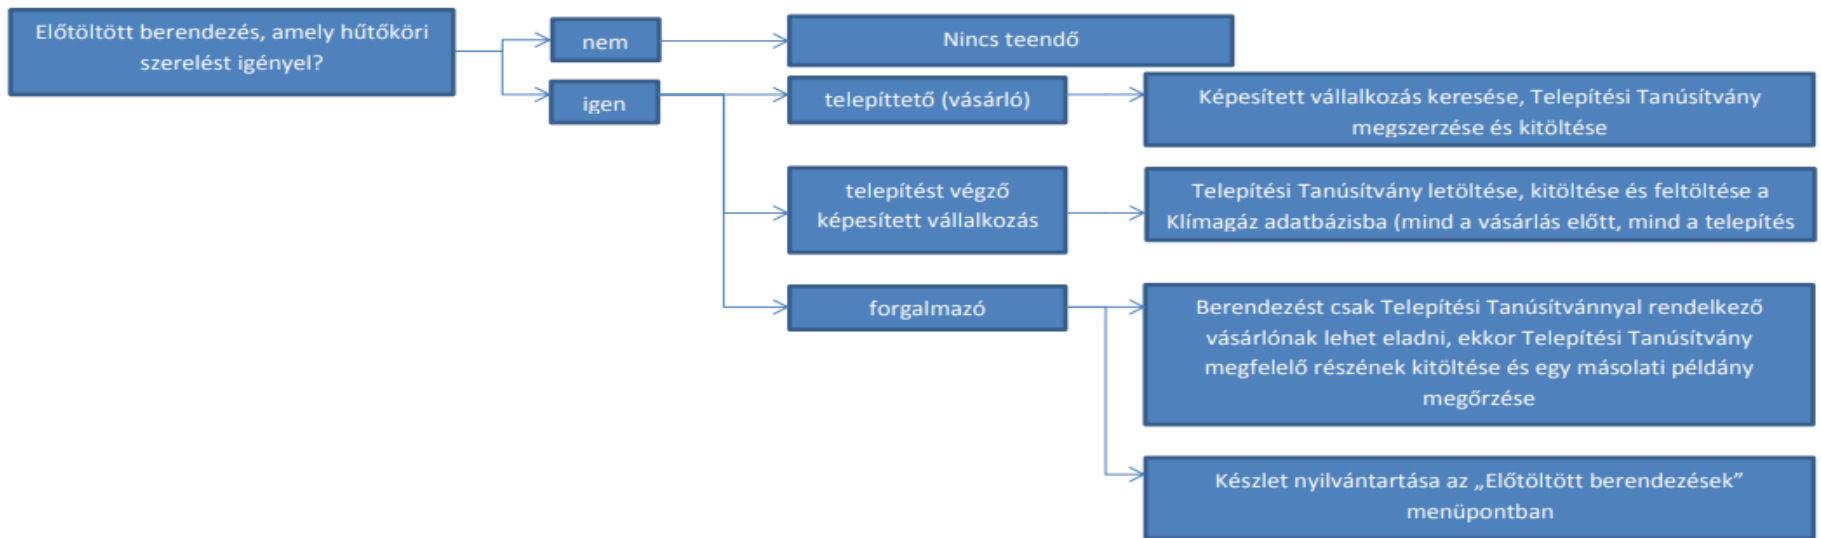 Előtöltött berendezés, amely hűtőköri
szerelést igényel?
nem
Nincs teendő
igen
telepíttető (vásárló)
Képesített vállalkozás keresése, Telepítési Tanúsítvány
megszerzése és kitöltése
telepítést végző
képesített vállalkozás
Telepítési Tanúsítvány letöltése, kitöltése és feltöltése a
Klímagáz adatbázisba (mind a vásárlás előtt, mind a telepítés
forgalmazó
Berendezést csak Telepítési Tanúsítvánnyal rendelkező
vásárlónak lehet eladni, ekkor Telepítési Tanúsítvány
megfelelő részének kitöltése és egy másolati példány
megőrzése
Készlet nyilvántartása az „Előtöltött berendezések”
menüpontban